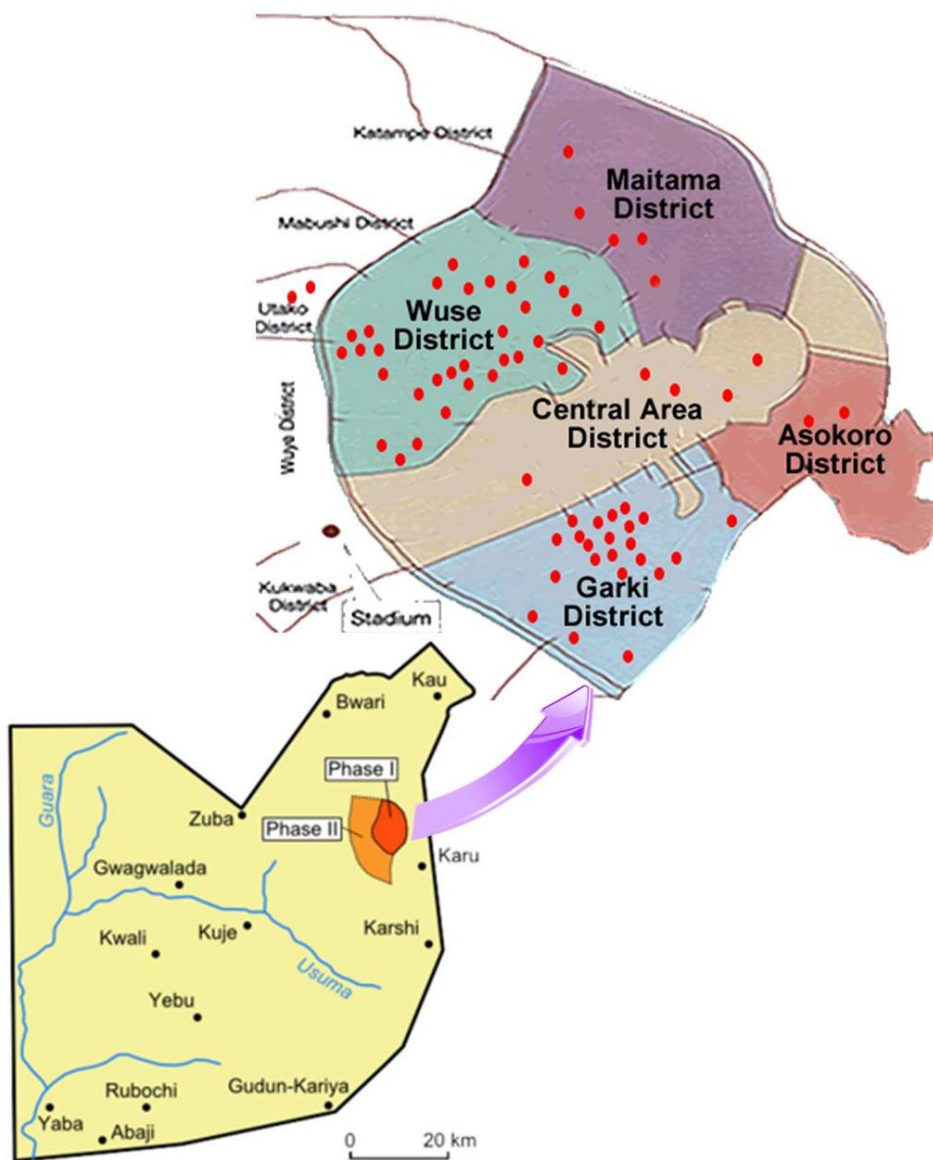 Katampe District
Maitama
District
Mabushi District
Utako
District
Wuse
District
Wuye District
Central Area
District
Asokoro
District
Kukwaba
District
Stadium
Garki
District
Kau
Bwari
Phase I
Guara
Zuba
Phase II
Karu
Gwagwalada
Kuje
Karshi
Kwali
Usuma
Yebu
Rubochi
Gudun-Kariya
Yaba
Abaji
0 20 km